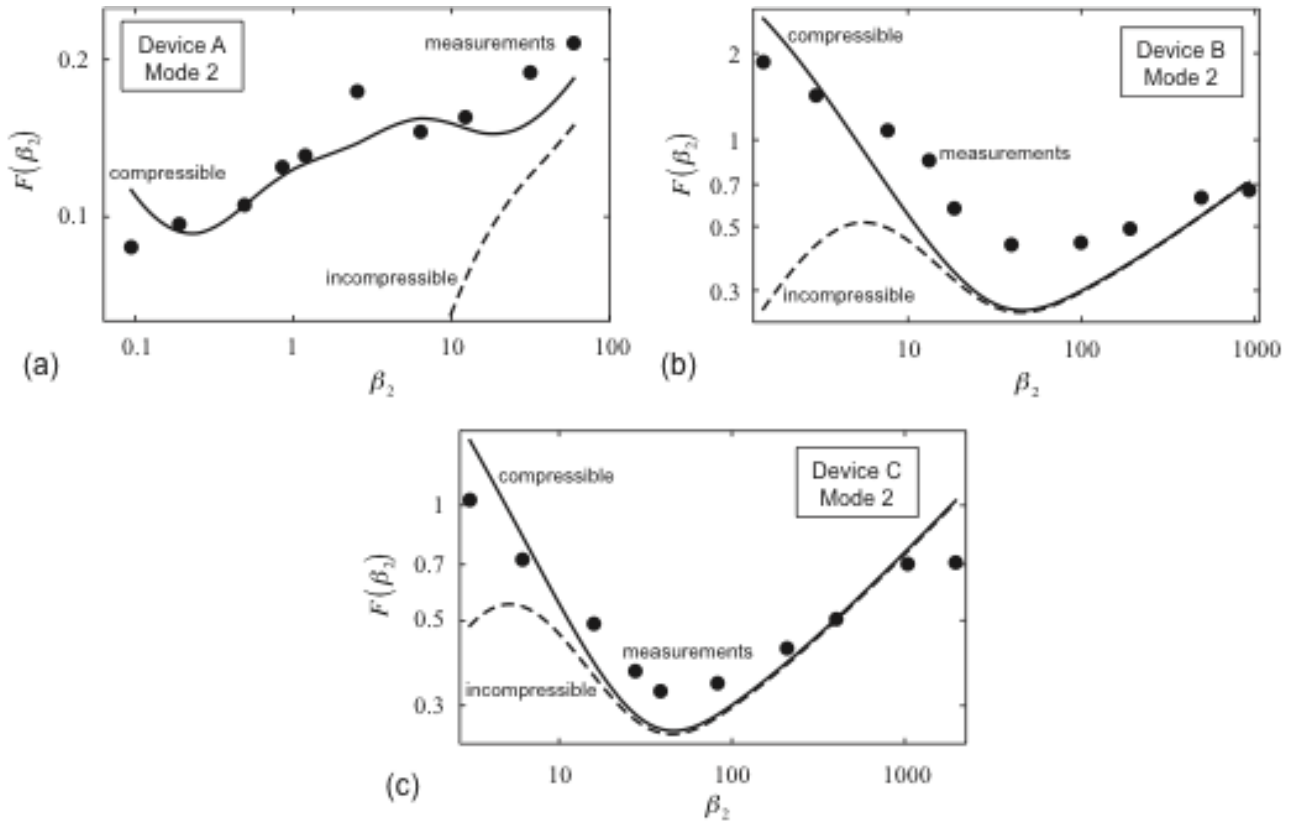 Device A
Mode 2
measurements
0.2
F(β₂)
compressible
0.1
incompressible
0.1
1
10
100
β₂
(a)
compressible
Device B
Mode 2
2
1
F(β₂)
measurements
0.7
0.5
incompressible
0.3
10
100
1000
β₂
(b)
compressible
Device C
Mode 2
1
0.7
F(β₂)
0.5
measurements
incompressible
0.3
10
100
1000
β₂
(c)